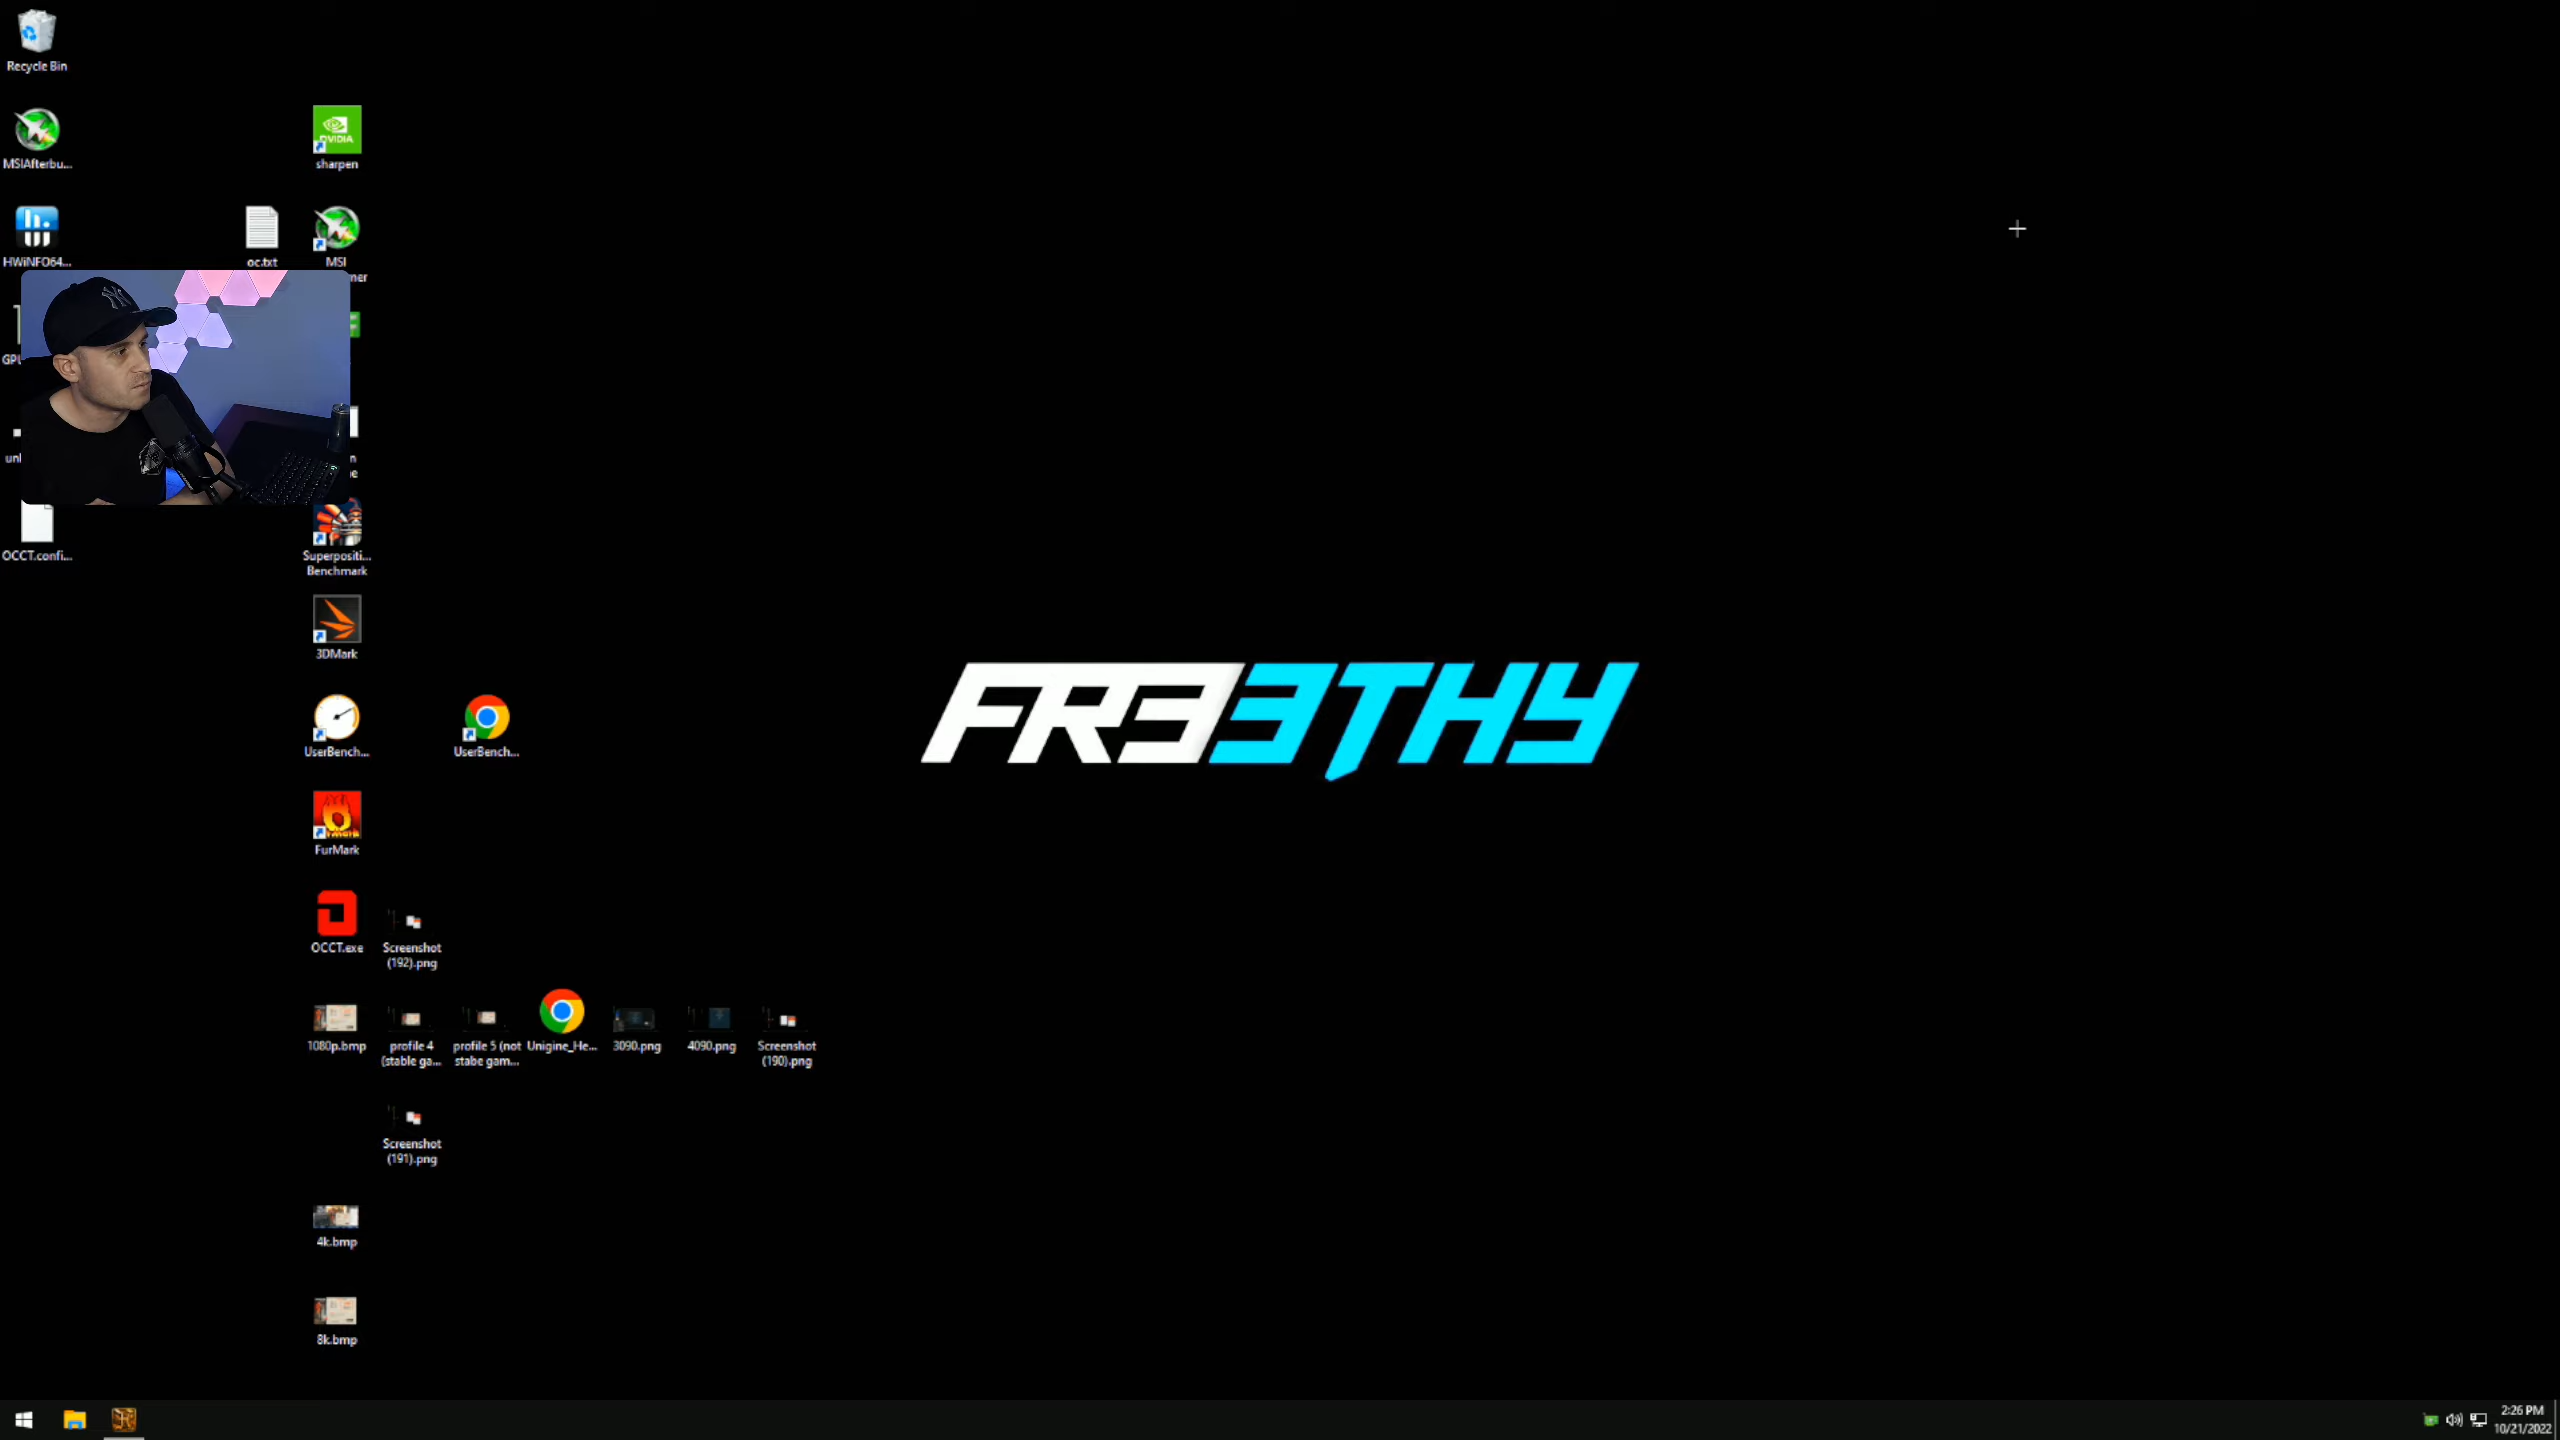 Recycle Bin
MSIAfterbu...
sharpen
HWiNFO64...
oc.txt
MSI
OCCT.confi...
Superpositi...
Benchmark
3DMark
UserBench...
UserBench...
FurMark
OCCT.exe
Screenshot
(192).png
1080p.bmp
profile 4
(stable ga...
profile 5 (not
stabe gam...
Unigine_He...
3090.png
4090.png
Screenshot
(190).png
Screenshot
(191).png
4k.bmp
8k.bmp
FR33THY
2:26 PM
10/21/2022